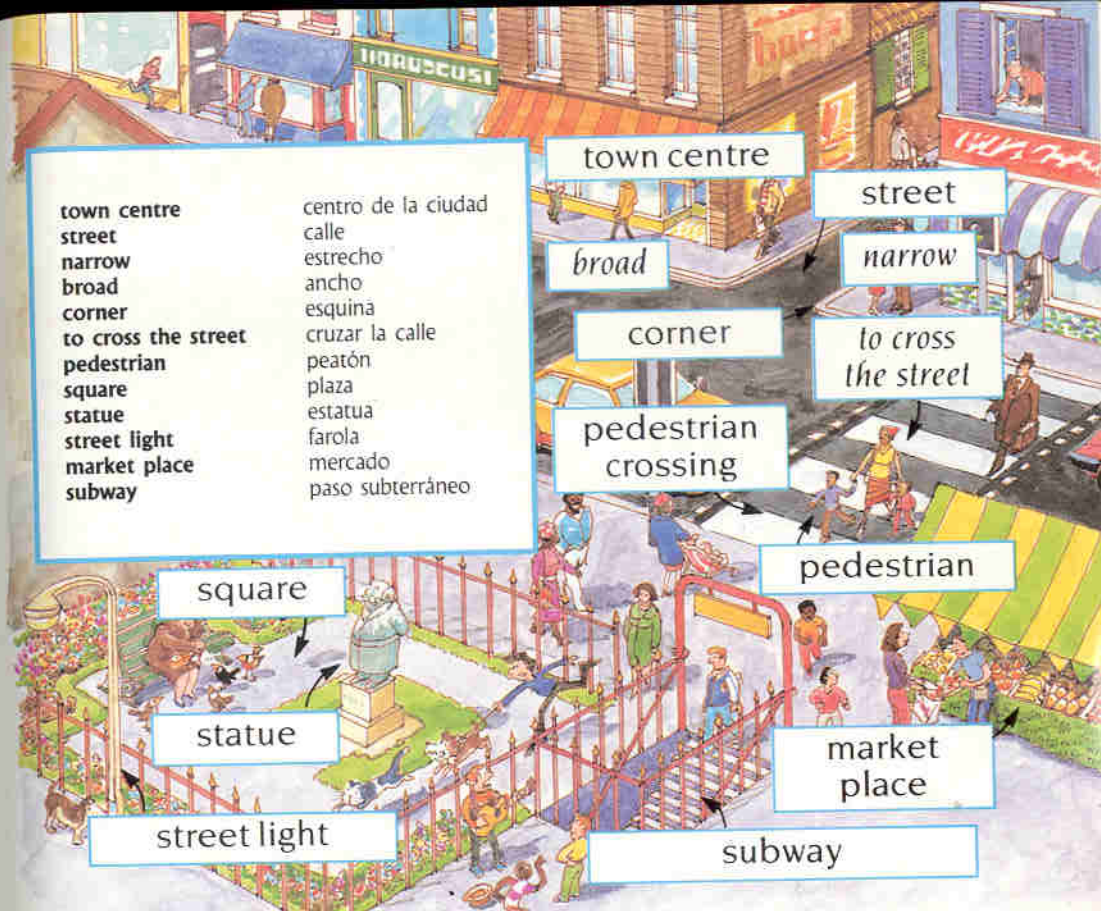 town centre centro de la ciudad
street calle
narrow estrecho
broad ancho
corner esquina
to cross the street cruzar la calle
pedestrian peatón
square plaza
statue estatua
street light farola
market place mercado
subway paso subterráneo
town centre
street
broad
narrow
corner
to cross
the street
pedestrian
crossing
pedestrian
square
statue
market
place
street light
subway